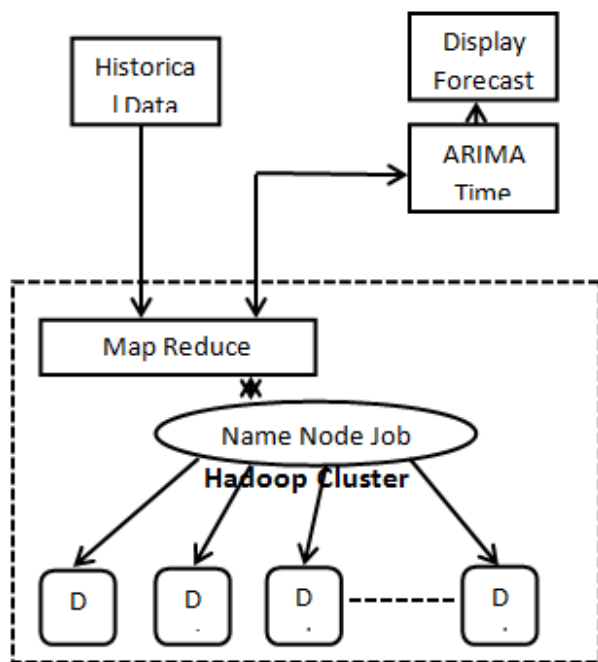 Historica
l Data
Display
Forecast
ARIMA
Time
Map Reduce
Name Node Job
Hadoop Cluster
D
D
D
D